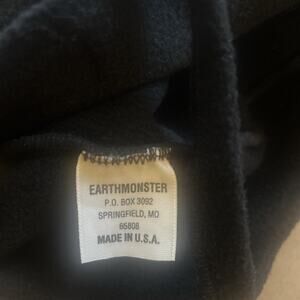 EARTHMONSTER
P.O. BOX 3092
SPRINGFIELD, MO
65808
MADE IN U.S.A.